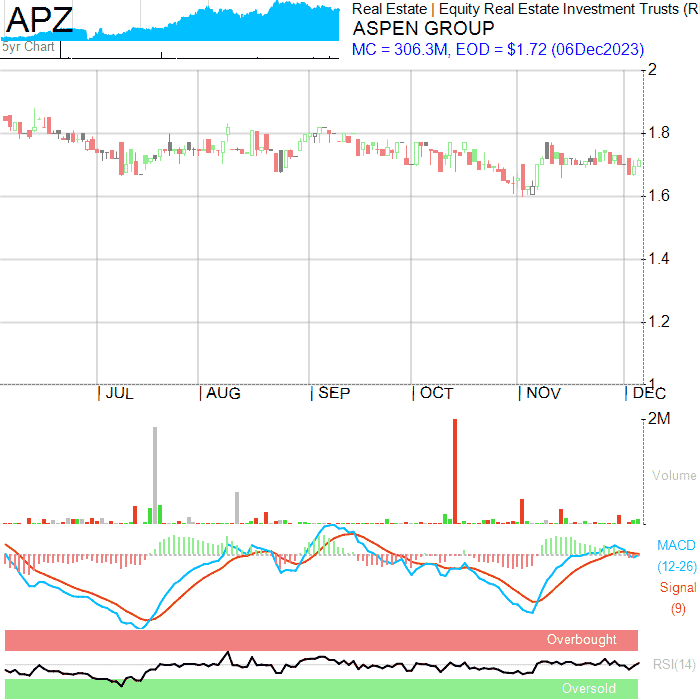 APZ
5yr Chart
Real Estate | Equity Real Estate Investment Trusts (R
ASPEN GROUP
MC = 306.3M, EOD = $1.72 (06Dec2023)
2
1.8
1.6
1.4
1.2
1
| JUL | AUG | SEP | OCT | NOV | DEC
2M
Volume
MACD
(12-26)
Signal
(9)
Overbought
RSI(14)
Oversold